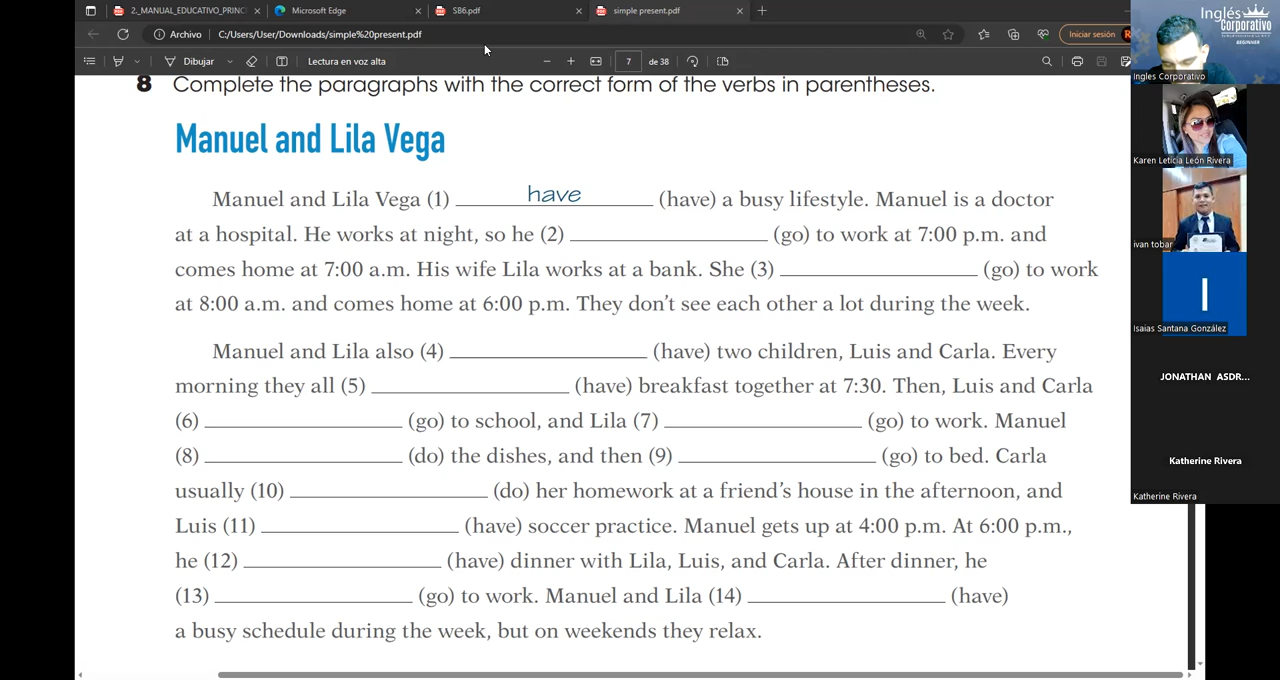 2._MANUAL_EDUCATIVO_PRINC
Microsoft Edge
SB6.pdf
simple present.pdf
Archivo
C:/Users/User/Downloads/simple%20present.pdf
Iniciar sesión
Dibujar
Lectura en voz alta
7
de 38
8 Complete the paragraphs with the correct form of the verbs in parentheses.
Manuel and Lila Vega
Manuel and Lila Vega (1) have (have) a busy lifestyle. Manuel is a doctor
at a hospital. He works at night, so he (2) (go) to work at 7:00 p.m. and
comes home at 7:00 a.m. His wife Lila works at a bank. She (3) (go) to work
at 8:00 a.m. and comes home at 6:00 p.m. They don't see each other a lot during the week.
Manuel and Lila also (4) (have) two children, Luis and Carla. Every
morning they all (5) (have) breakfast together at 7:30. Then, Luis and Carla
(6) (go) to school, and Lila (7) (go) to work. Manuel
(8) (do) the dishes, and then (9) (go) to bed. Carla
usually (10) (do) her homework at a friend's house in the afternoon, and
Luis (11) (have) soccer practice. Manuel gets up at 4:00 p.m. At 6:00 p.m.,
he (12) (have) dinner with Lila, Luis, and Carla. After dinner, he
(13) (go) to work. Manuel and Lila (14) (have)
a busy schedule during the week, but on weekends they relax.
Inglés
Corporativo
BEGINNER
Ingles Corporativo
Karen Leticia León Rivera
ivan tobar
I
Isaias Santana González
JONATHAN ASDR...
Katherine Rivera
Katherine Rivera